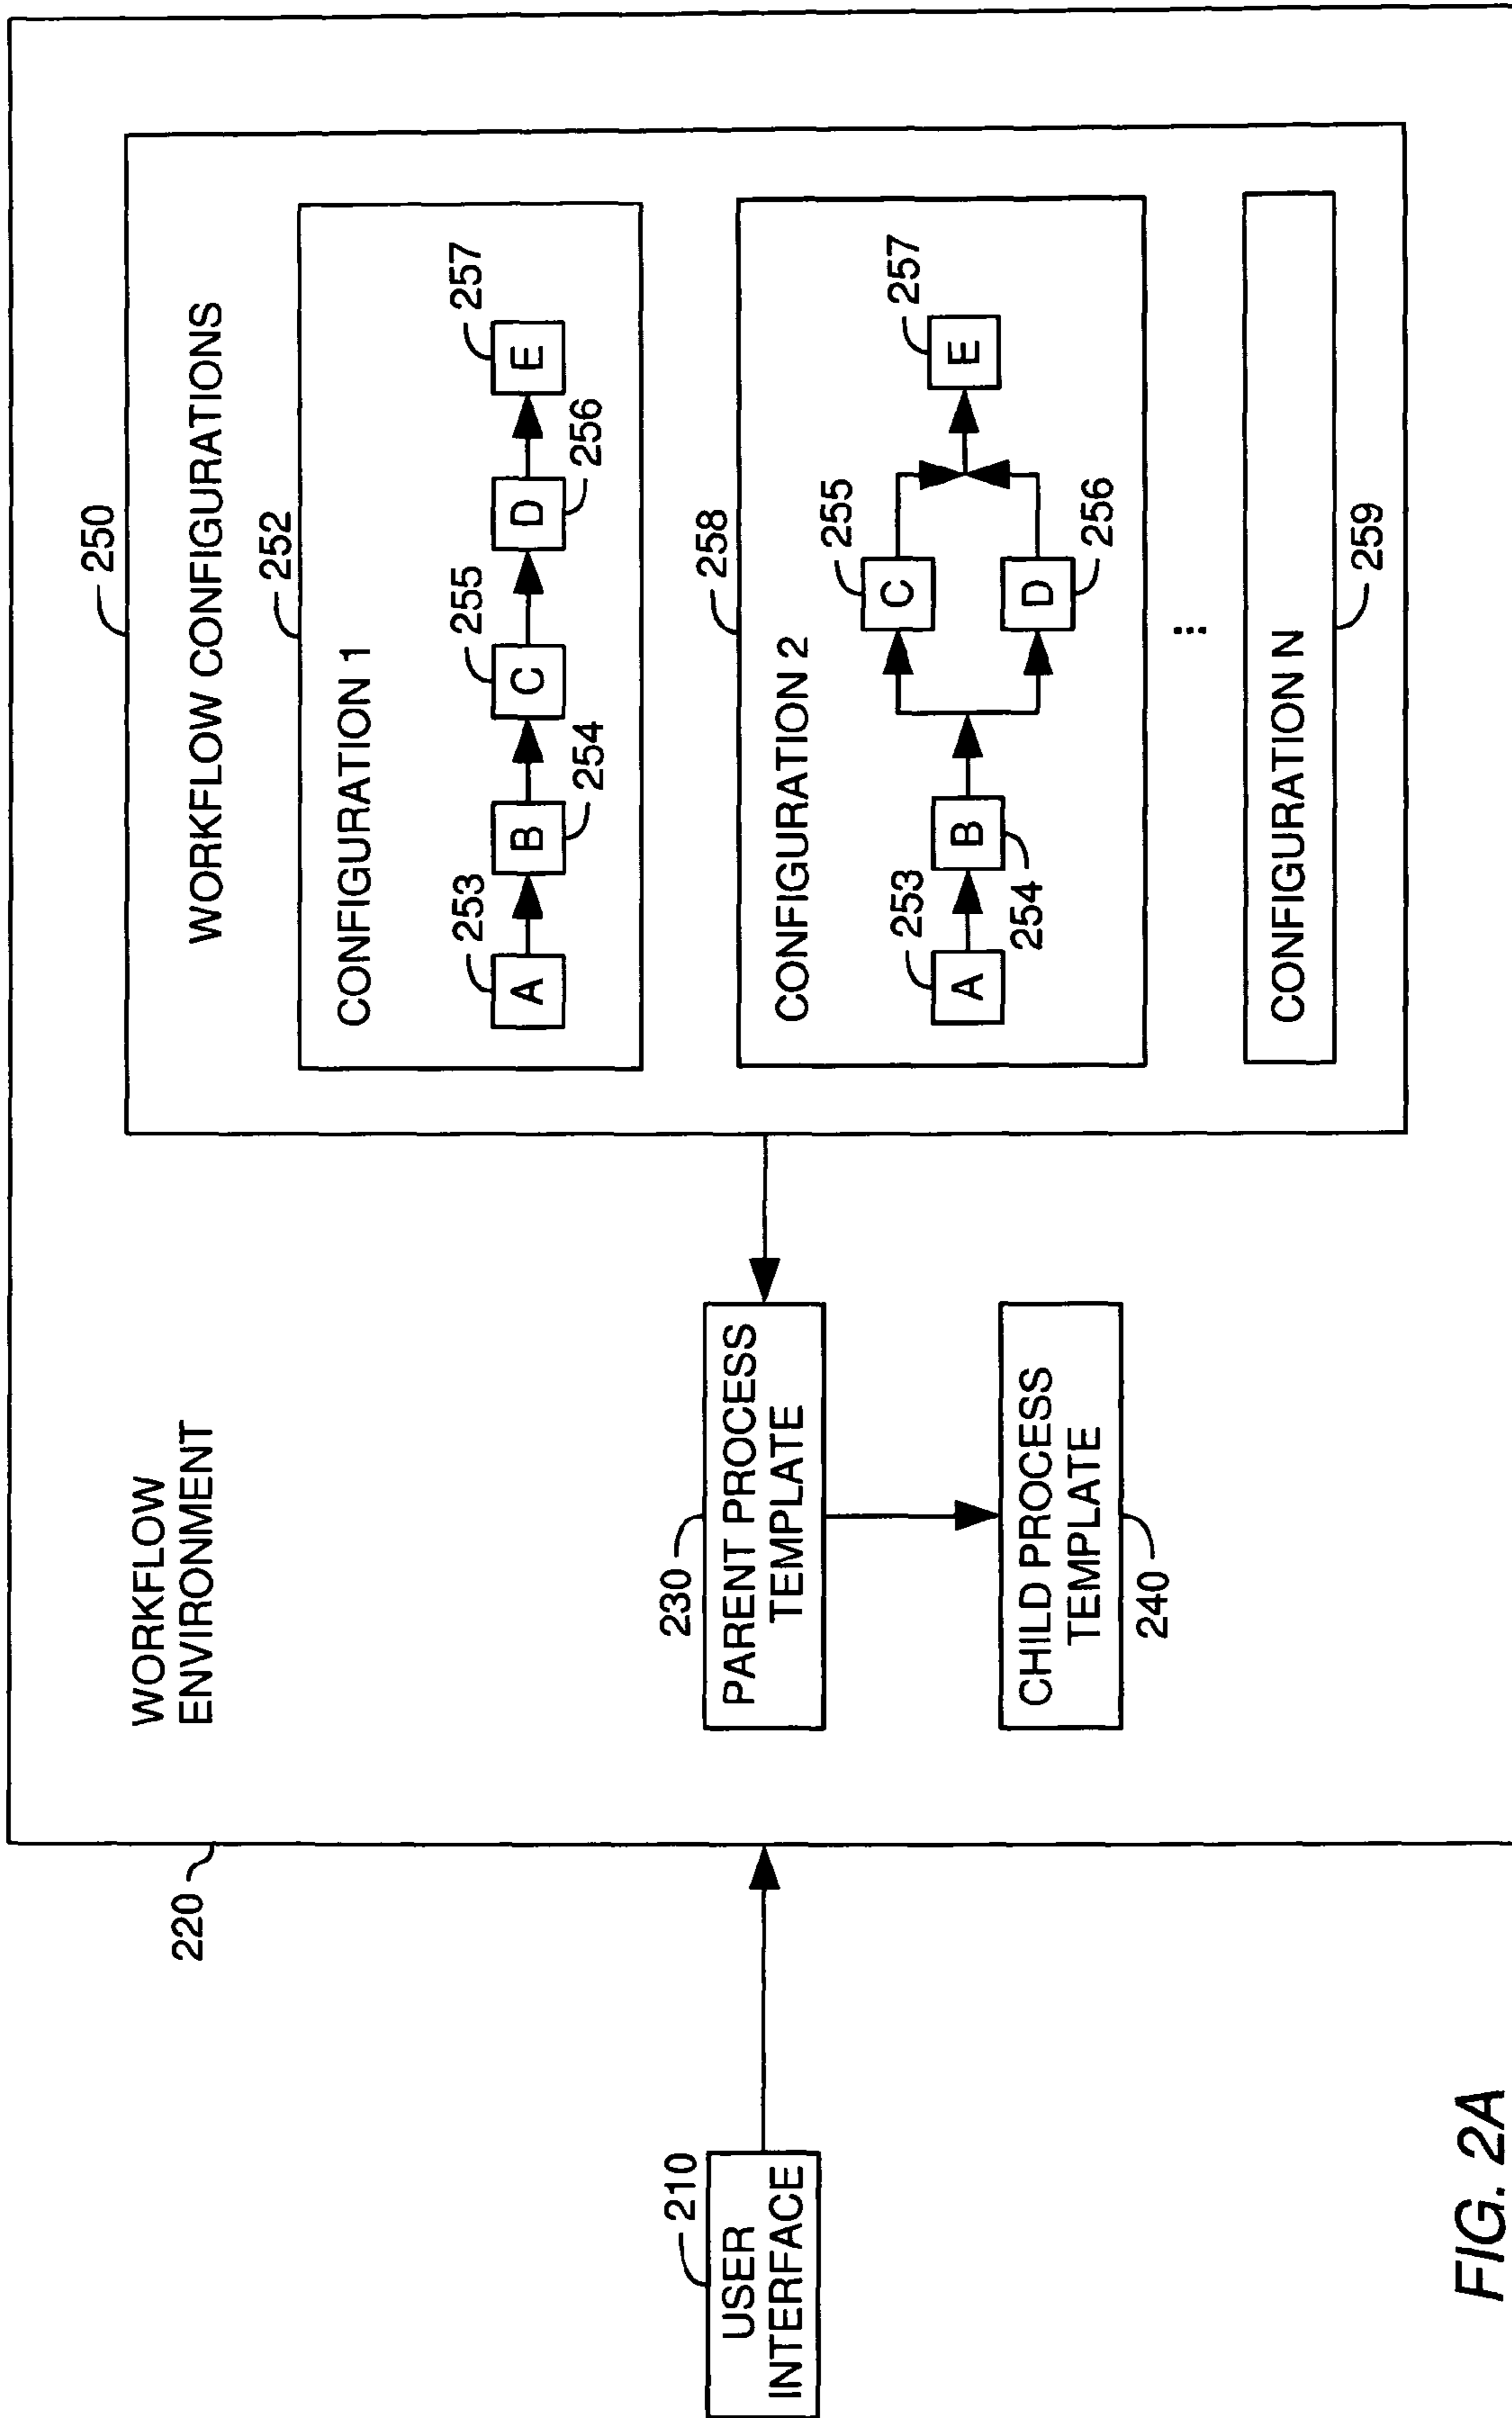 220
WORKFLOW
ENVIRONMENT
210
USER
INTERFACE
230
PARENT PROCESS
TEMPLATE
CHILD PROCESS
TEMPLATE
240
250
WORKFLOW CONFIGURATIONS
252
CONFIGURATION 1
253
255
257
A
B
C
D
E
254
256
258
CONFIGURATION 2
255
257
253
C
A
B
E
D
254
256
...
CONFIGURATION N
259
FIG. 2A